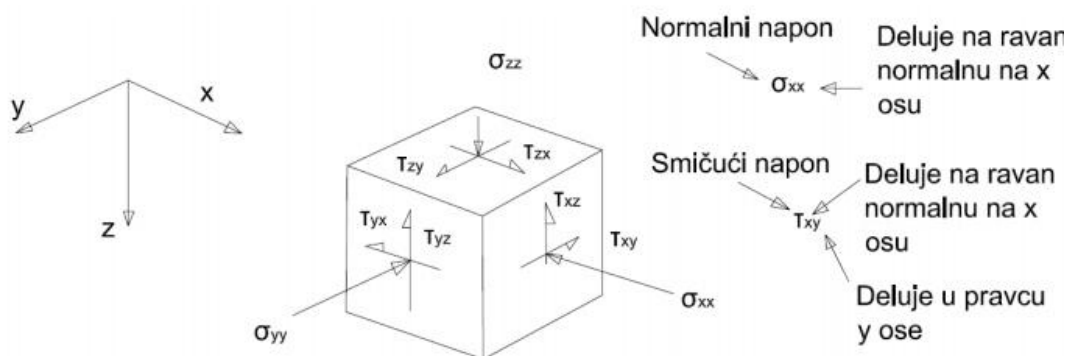 y
x
z
σzz
τzy
τzx
τyx
τyz
τxz
τxy
σyy
σxx
Normalni napon
σxx
Deluje na ravan
normalnu na x
osu
Smičući napon
τxy
Deluje na ravan
normalnu na x
osu
Deluje u pravcu
y ose